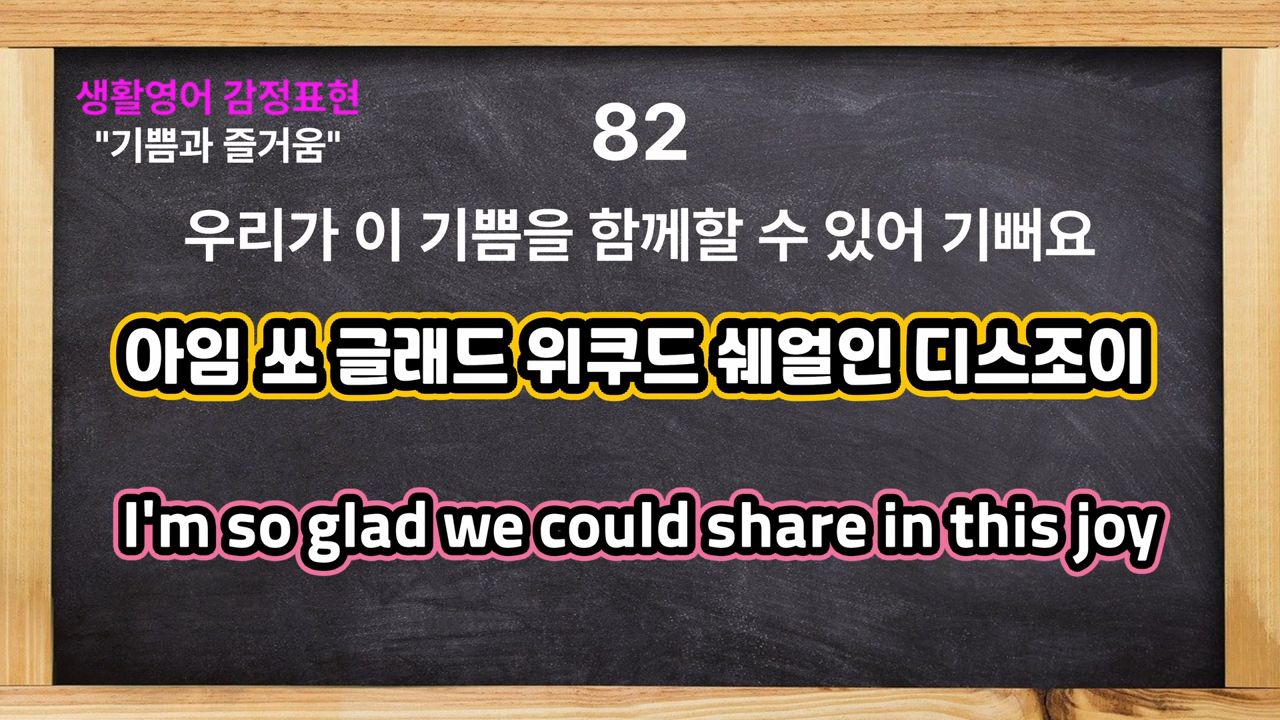 생활영어 감정표현
"기쁨과 즐거움"
82
우리가 이 기쁨을 함께할 수 있어 기뻐요
아임 쏘 글래드 위쿠드 쉐얼인 디스조이
I'm so glad we could share in this joy